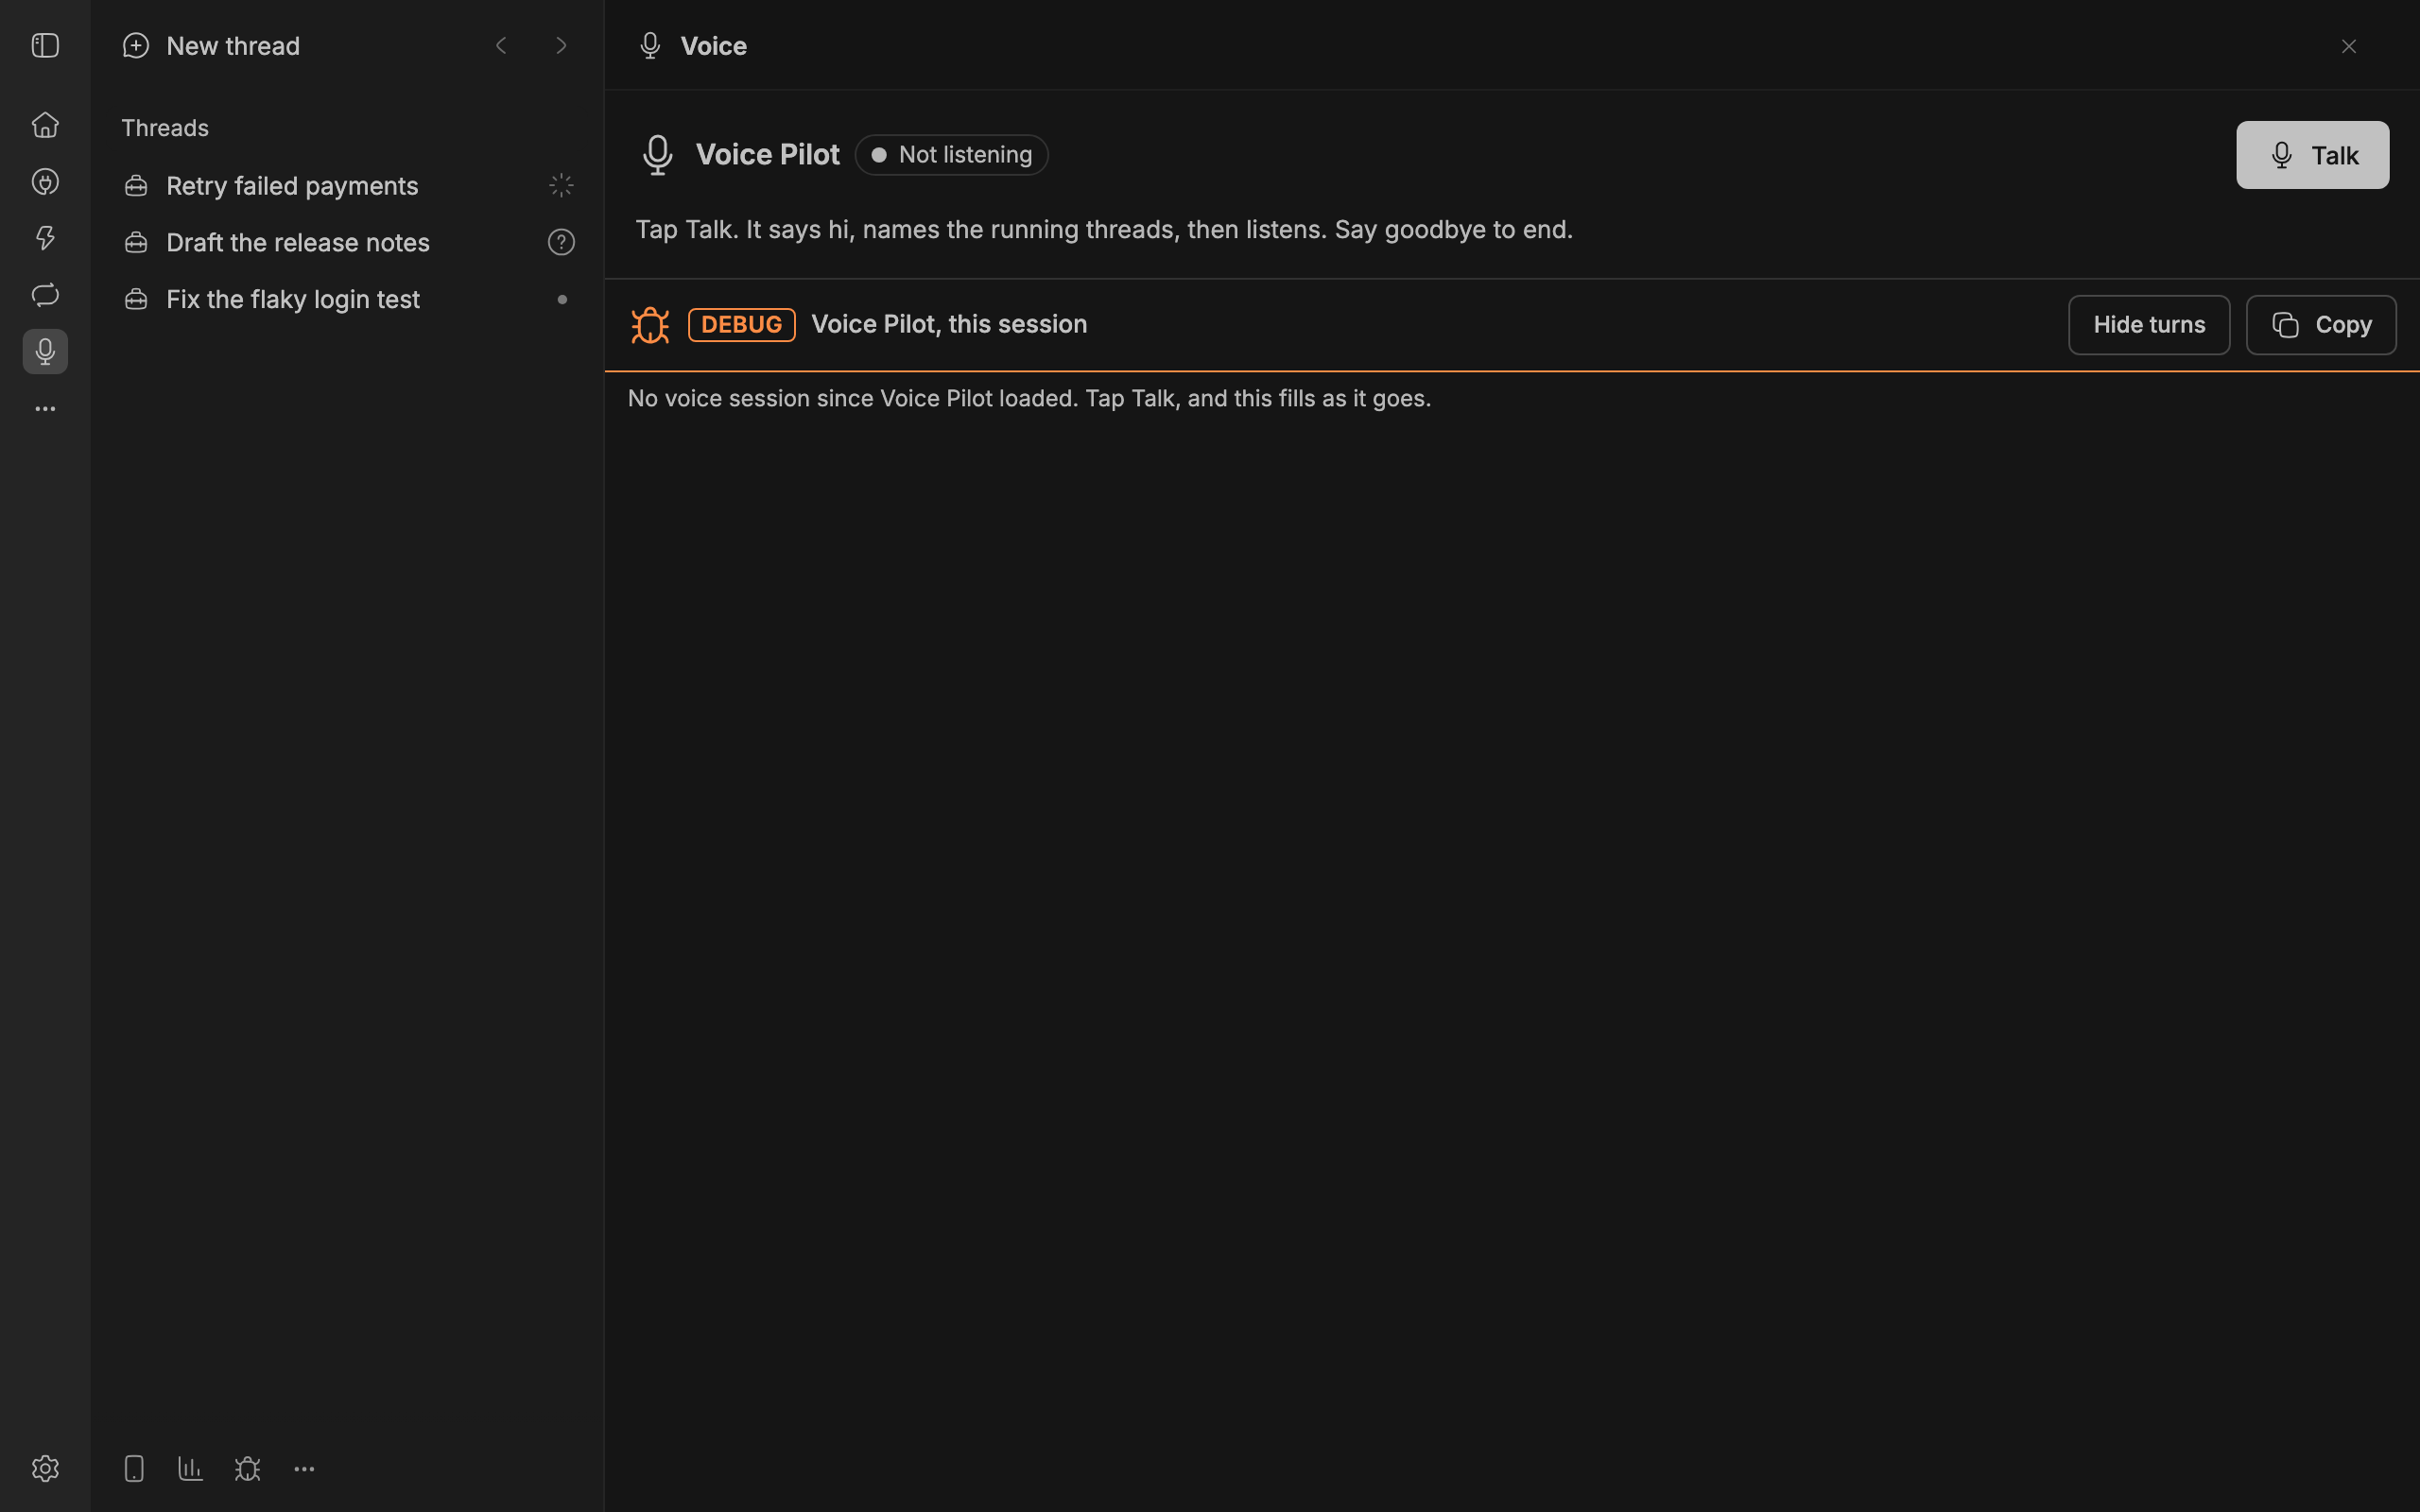 New thread
Threads
Retry failed payments
Draft the release notes
Fix the flaky login test
Voice
Voice Pilot
Not listening
Talk
Tap Talk. It says hi, names the running threads, then listens. Say goodbye to end.
DEBUG
Voice Pilot, this session
Hide turns
Copy
No voice session since Voice Pilot loaded. Tap Talk, and this fills as it goes.